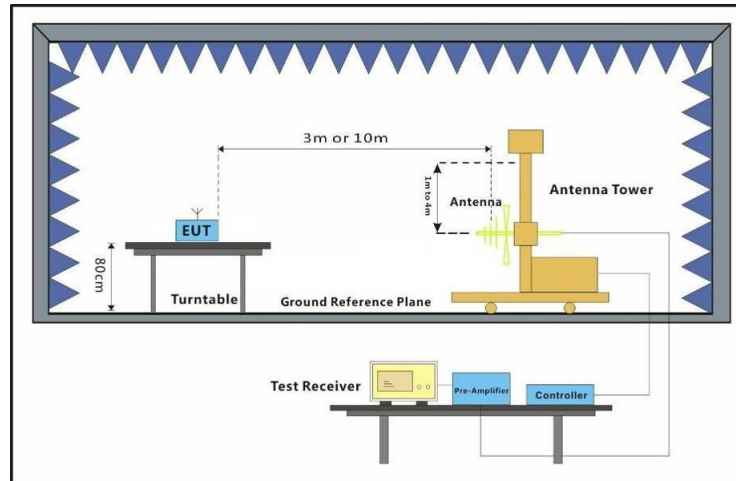 3m or 10m
1m to 4m
Antenna
Antenna Tower
EUT
80cm
Turntable
Ground Reference Plane
Test Receiver
Pre-Amplifier
Controller